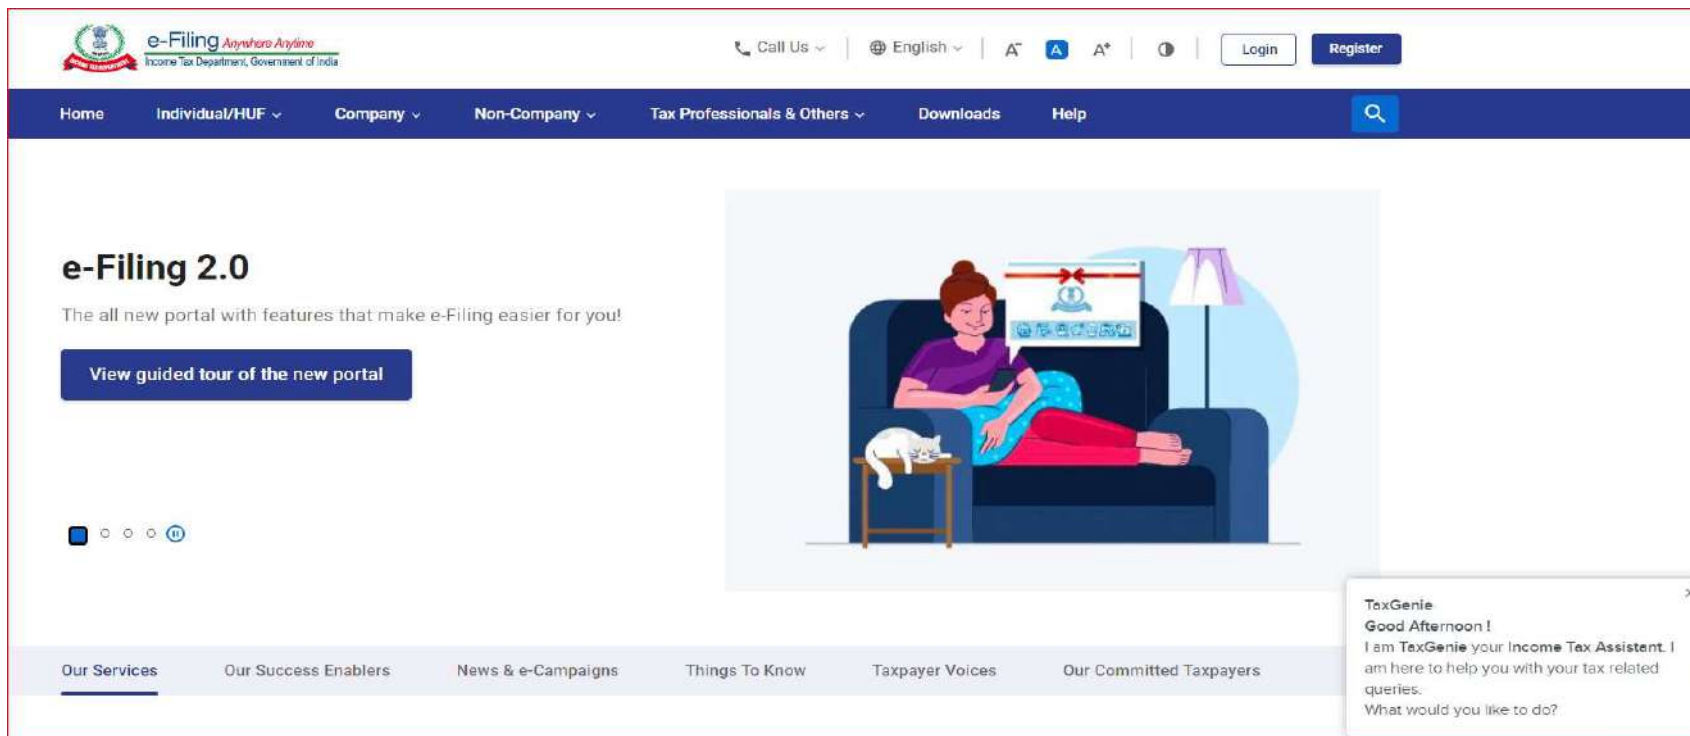 e-Filing Anywhere Anytime
Income Tax Department, Government of India
Call Us
English
A-
A
A+
Login
Register
Home
Individual/HUF
Company
Non-Company
Tax Professionals & Others
Downloads
Help
e-Filing 2.0
The all new portal with features that make e-Filing easier for you!
View guided tour of the new portal
Our Services
Our Success Enablers
News & e-Campaigns
Things To Know
Taxpayer Voices
Our Committed Taxpayers
TaxGenie
Good Afternoon !
I am TaxGenie your Income Tax Assistant. I
am here to help you with your tax related
queries.
What would you like to do?